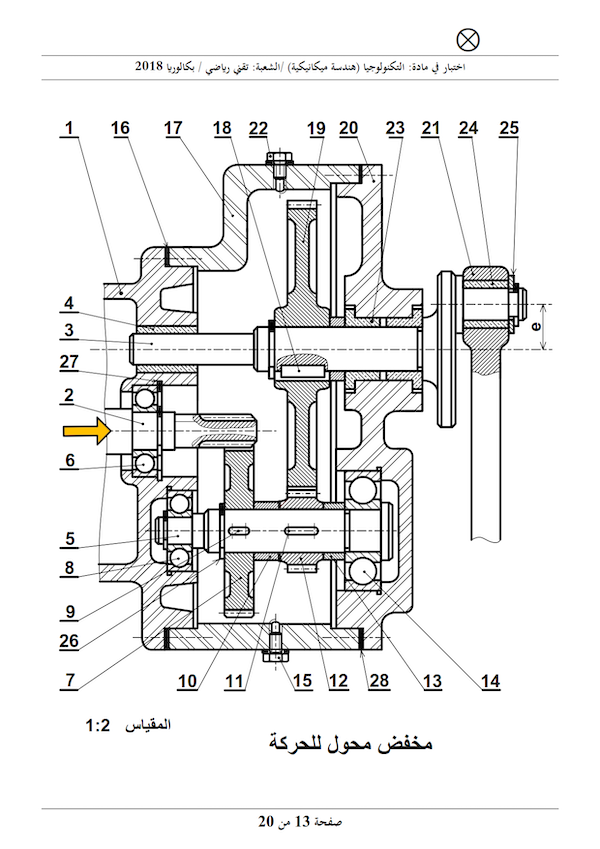 اختبار في مادة: التكنولوجيا (هندسة ميكانيكية) /الشعبة: تقني رياضي / بكالوريا 2018
1 16 17 18 22 19 20 23 21 24 25
4
3
27
2
6
5
8
9
26
7
10 11 15 12 28 13 14
e
المقياس 1:2
مخفض محول للحركة
صفحة 13 من 20